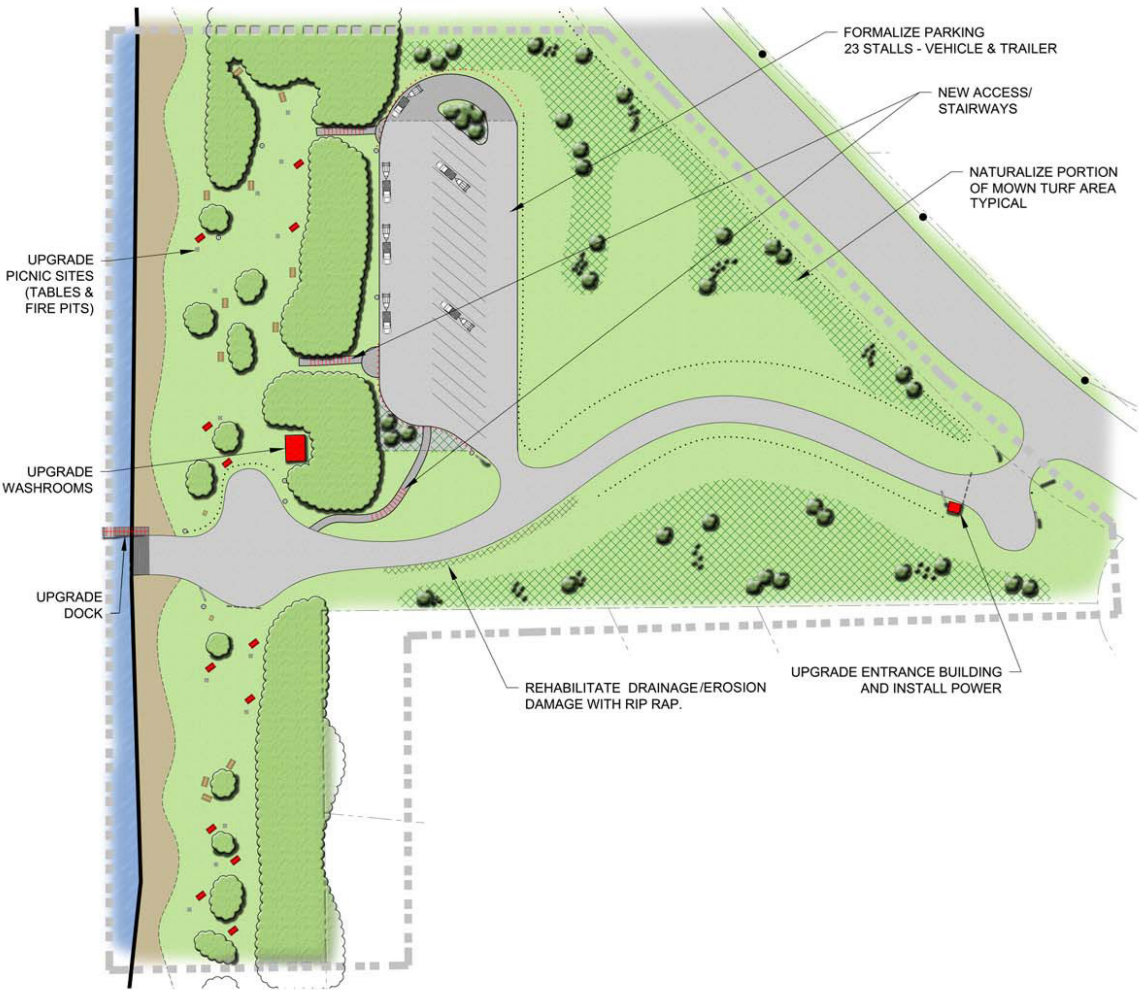 FORMALIZE PARKING
23 STALLS - VEHICLE & TRAILER
NEW ACCESS/
STAIRWAYS
NATURALIZE PORTION
OF MOWN TURF AREA
TYPICAL
UPGRADE
PICNIC SITES
(TABLES &
FIRE PITS)
UPGRADE
WASHROOMS
UPGRADE
DOCK
REHABILITATE DRAINAGE/EROSION
DAMAGE WITH RIP RAP.
UPGRADE ENTRANCE BUILDING
AND INSTALL POWER